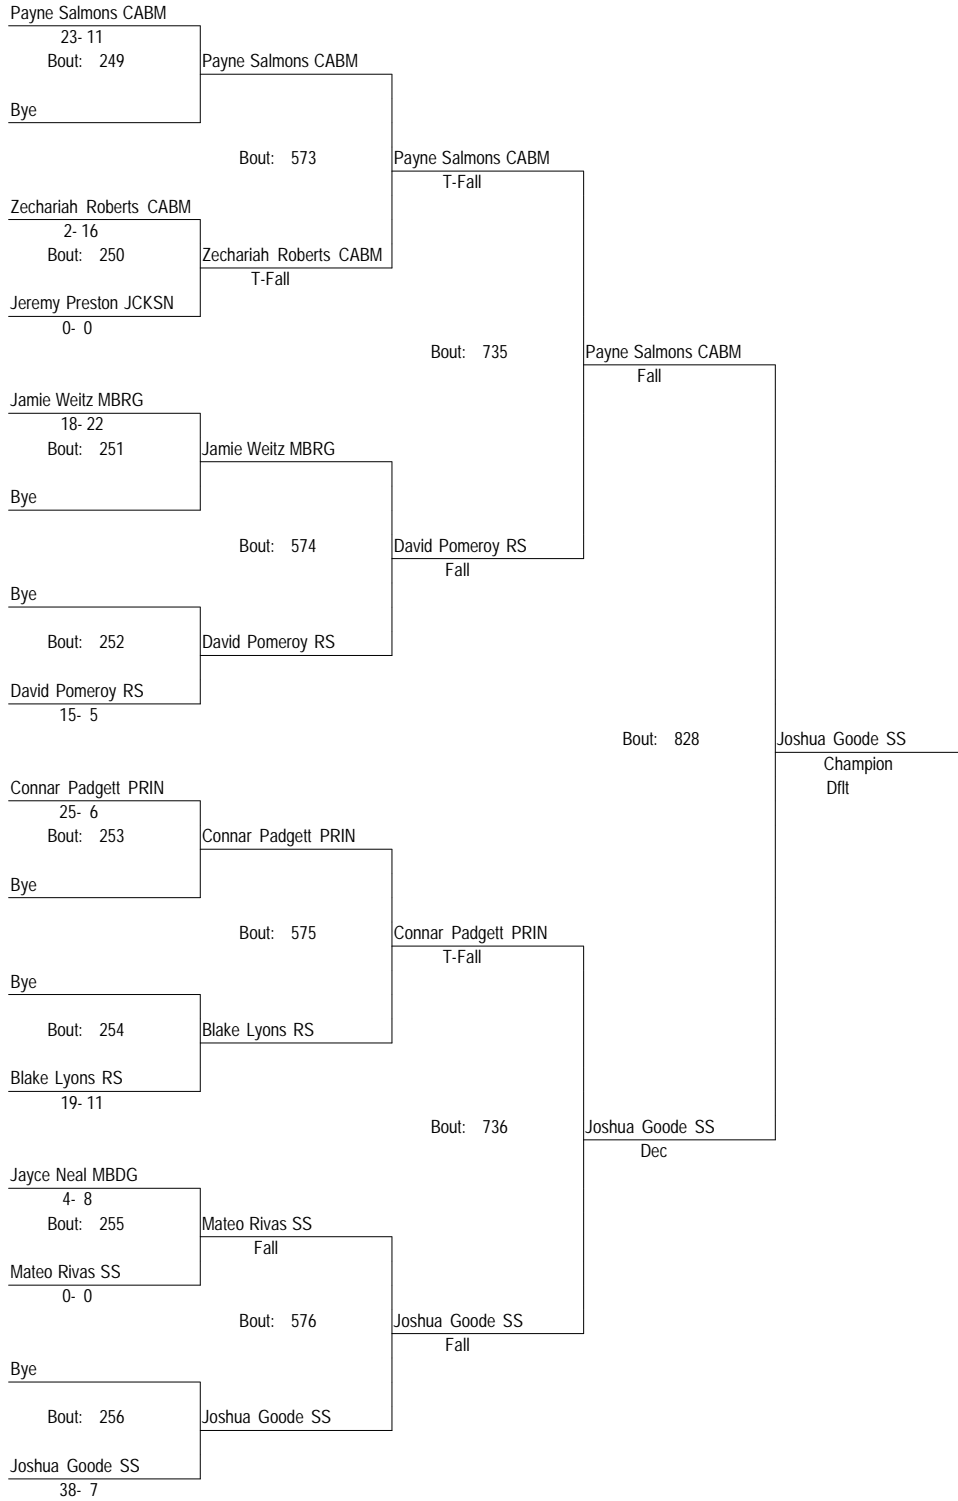 Payne Salmons CABM
23- 11
Bout: 249
Payne Salmons CABM
Bye
Bout: 573
Payne Salmons CABM
T-Fall
Zechariah Roberts CABM
2- 16
Bout: 250
Zechariah Roberts CABM
T-Fall
Jeremy Preston JCKSN
0- 0
Bout: 735
Payne Salmons CABM
Fall
Jamie Weitz MBRG
18- 22
Bout: 251
Jamie Weitz MBRG
Bye
Bout: 574
David Pomeroy RS
Fall
Bye
Bout: 252
David Pomeroy RS
David Pomeroy RS
15- 5
Bout: 828
Joshua Goode SS
Champion
Dflt
Connar Padgett PRIN
25- 6
Bout: 253
Connar Padgett PRIN
Bye
Bout: 575
Connar Padgett PRIN
T-Fall
Bye
Bout: 254
Blake Lyons RS
Blake Lyons RS
19- 11
Bout: 736
Joshua Goode SS
Dec
Jayce Neal MBDG
4- 8
Bout: 255
Mateo Rivas SS
Fall
Mateo Rivas SS
0- 0
Bout: 576
Joshua Goode SS
Fall
Bye
Bout: 256
Joshua Goode SS
Joshua Goode SS
38- 7